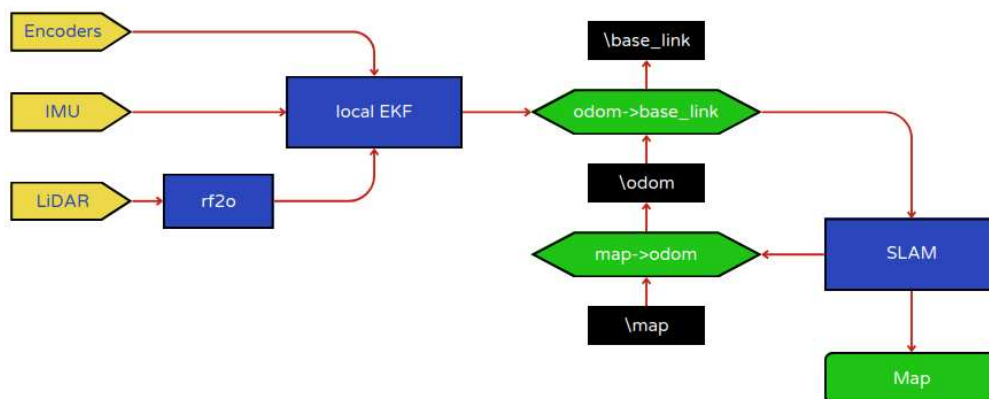 Encoders
\base_link
IMU
local EKF
odom->base_link
LiDAR
rf2o
\odom
map->odom
SLAM
\map
Map